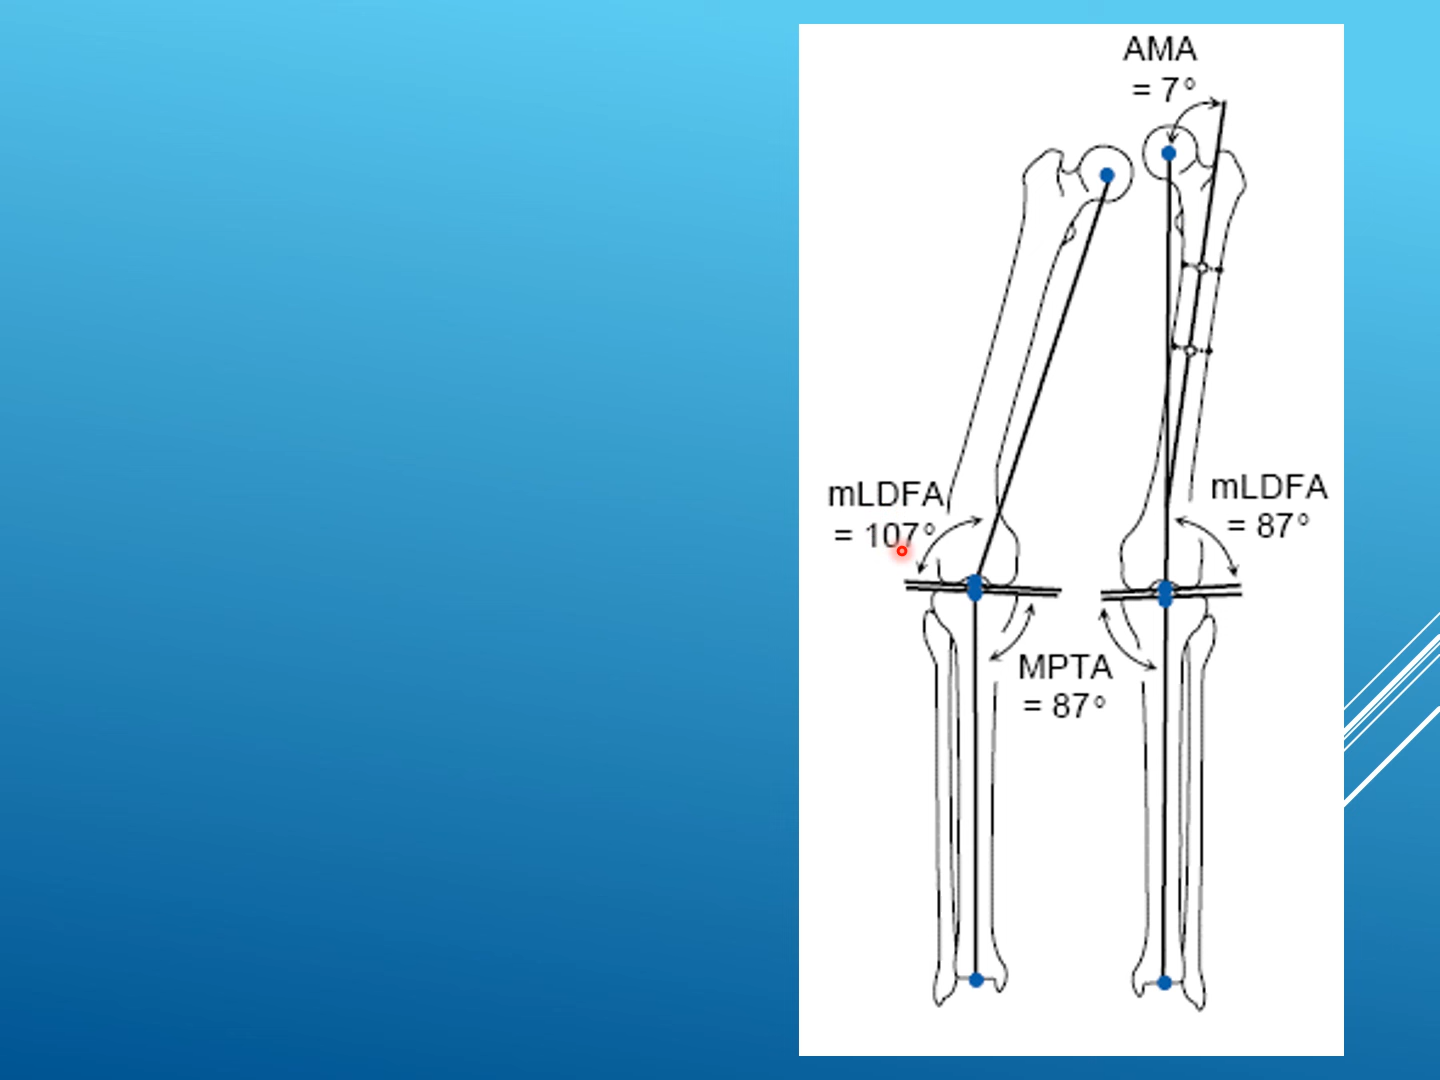 AMA
= 7°
mLDFA
= 107°
mLDFA
= 87°
MPTA
= 87°